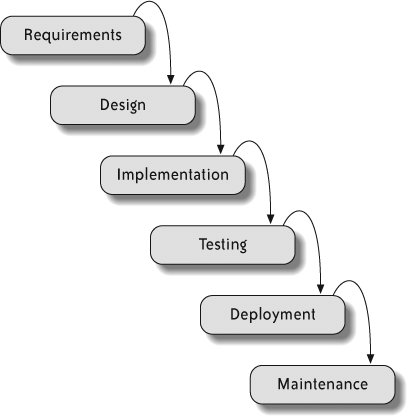 Requirements
Design
Implementation
Testing
Deployment
Maintenance